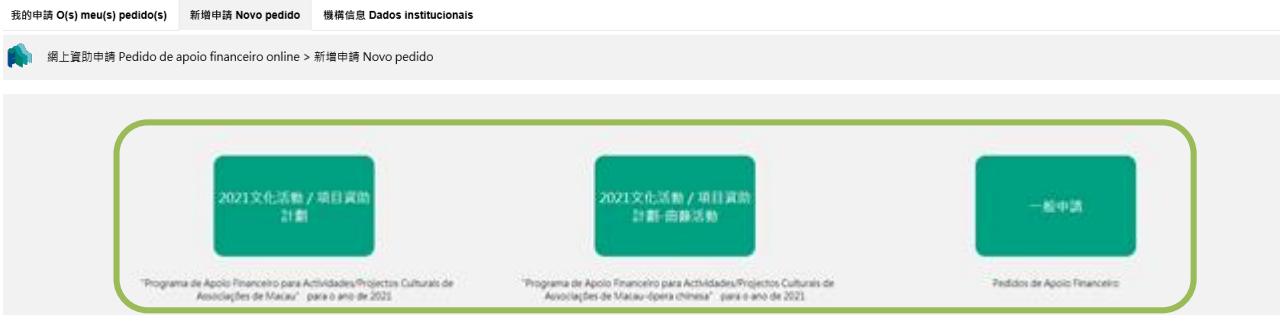 我的申請 O(s) meu(s) pedido(s) 新增申請 Novo pedido 機構信息 Dados institucionais
網上資助申請 Pedido de apoio financeiro online > 新增申請 Novo pedido
2021文化活動 / 項目資助
計劃
2021文化活動 / 項目資助
計劃-曲藝活動
一般申請
"Programa de Apoio Financeiro para Actividades/Projectos Culturais de
Associações de Macau" para o ano de 2021
"Programa de Apoio Financeiro para Actividades/Projectos Culturais de
Associações de Macau-ópera chinesa" para o ano de 2021
Pedidos de Apoio Financeiro